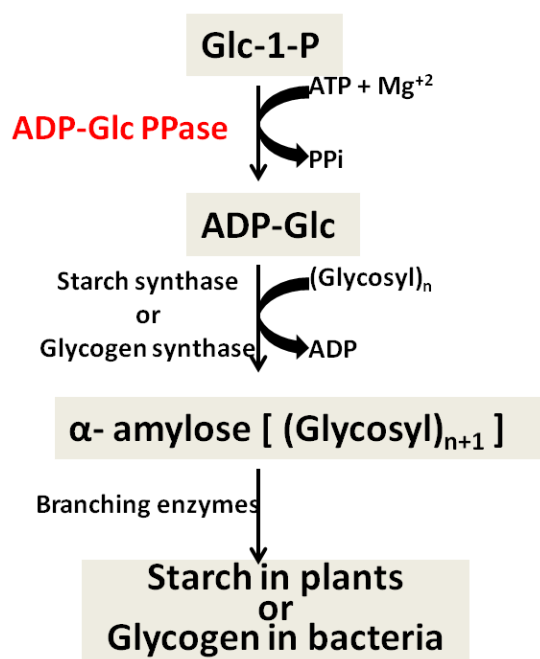 Glc-1-P
ATP + Mg⁺²
ADP-Glc PPase
PPi
ADP-Glc
Starch synthase
or
Glycogen synthase
(Glycosyl)ₙ
ADP
α- amylose [ (Glycosyl)ₙ₊₁ ]
Branching enzymes
Starch in plants
or
Glycogen in bacteria